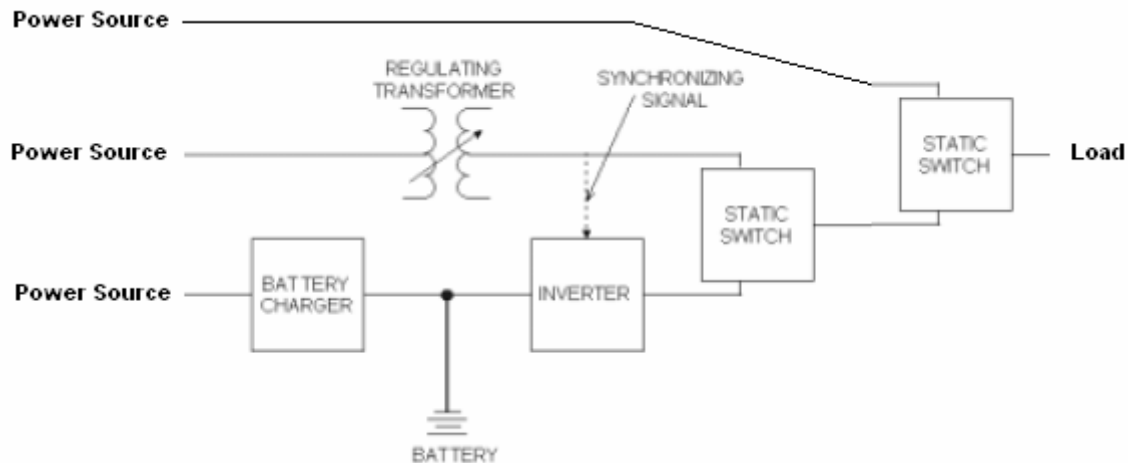 Power Source
REGULATING
TRANSFORMER
SYNCHRONIZING
SIGNAL
STATIC
SWITCH
Power Source
Load
STATIC
SWITCH
Power Source
BATTERY
CHARGER
INVERTER
BATTERY